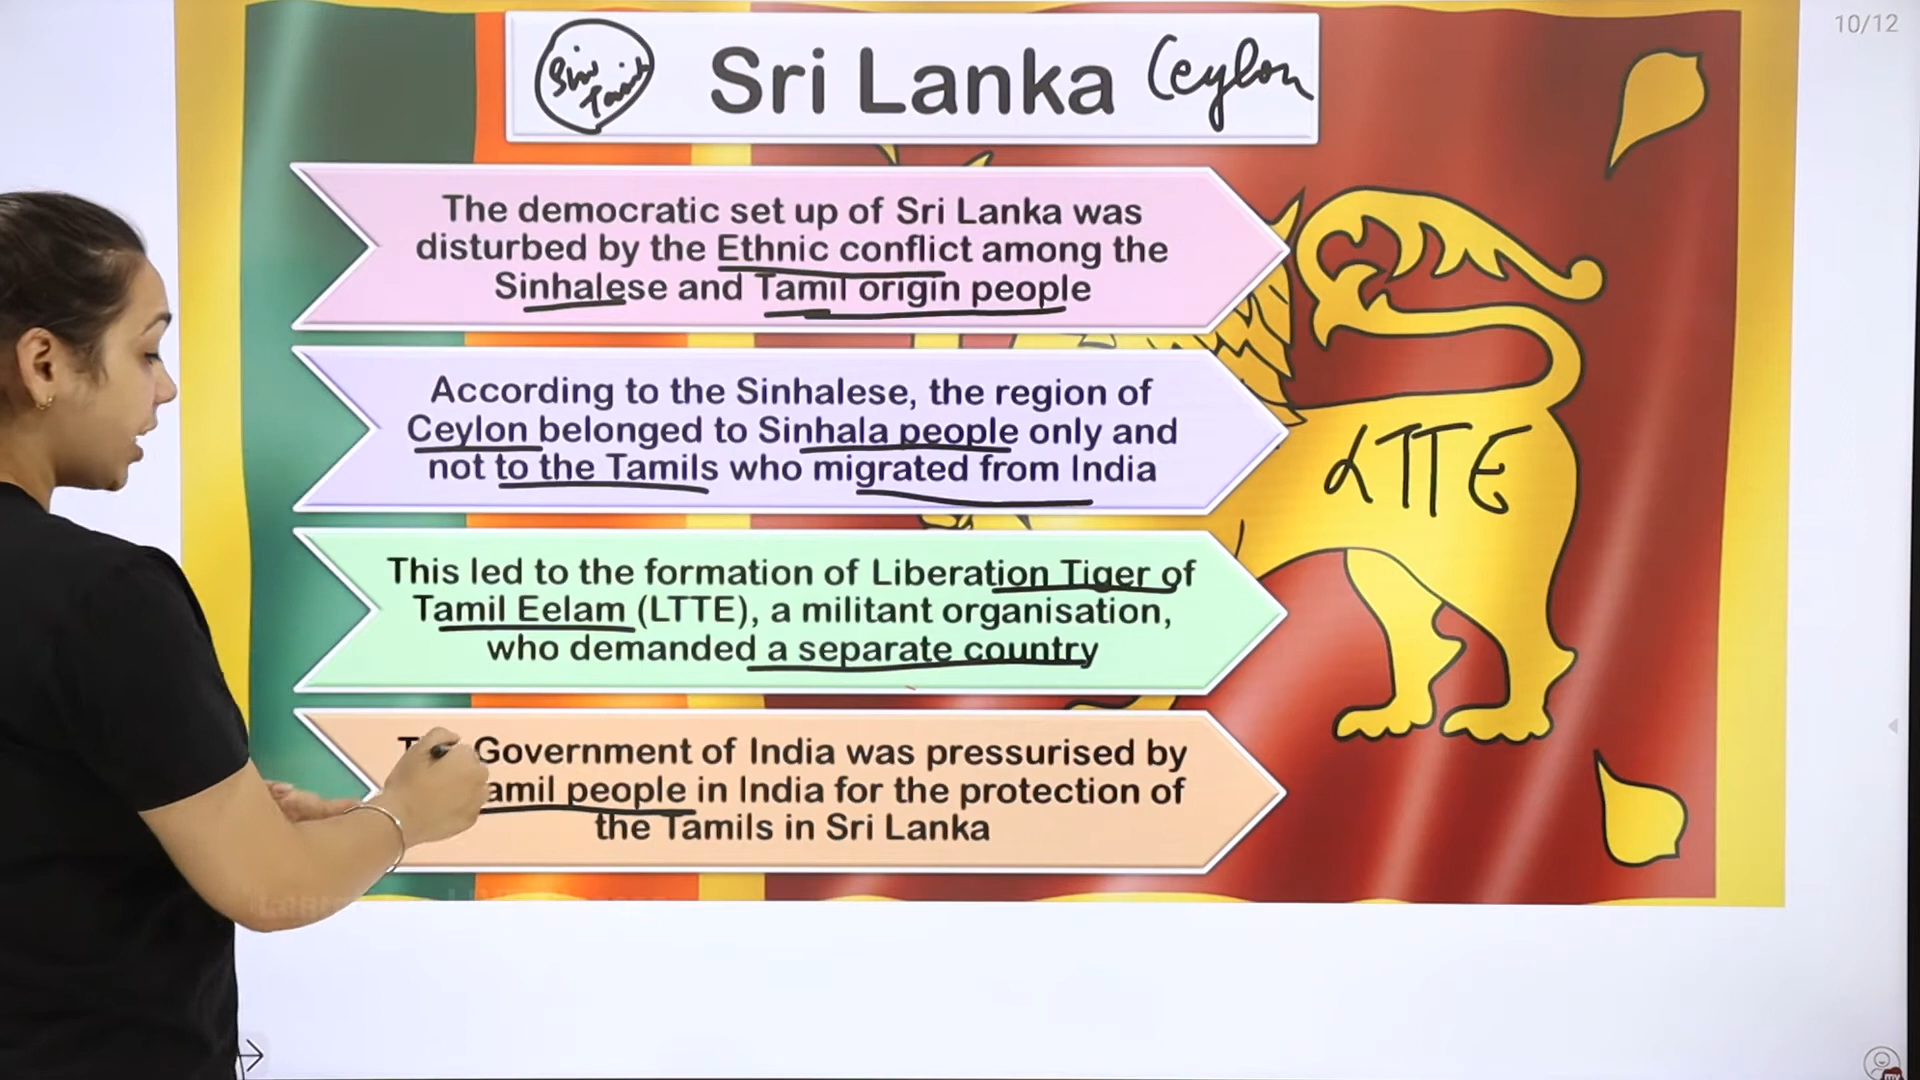 10/12
Sin
Tamil
Sri Lanka Ceylon
The democratic set up of Sri Lanka was
disturbed by the Ethnic conflict among the
Sinhalese and Tamil origin people
According to the Sinhalese, the region of
Ceylon belonged to Sinhala people only and
not to the Tamils who migrated from India
LTTE
This led to the formation of Liberation Tiger of
Tamil Eelam (LTTE), a militant organisation,
who demanded a separate country
Government of India was pressurised by
amil people in India for the protection of
the Tamils in Sri Lanka